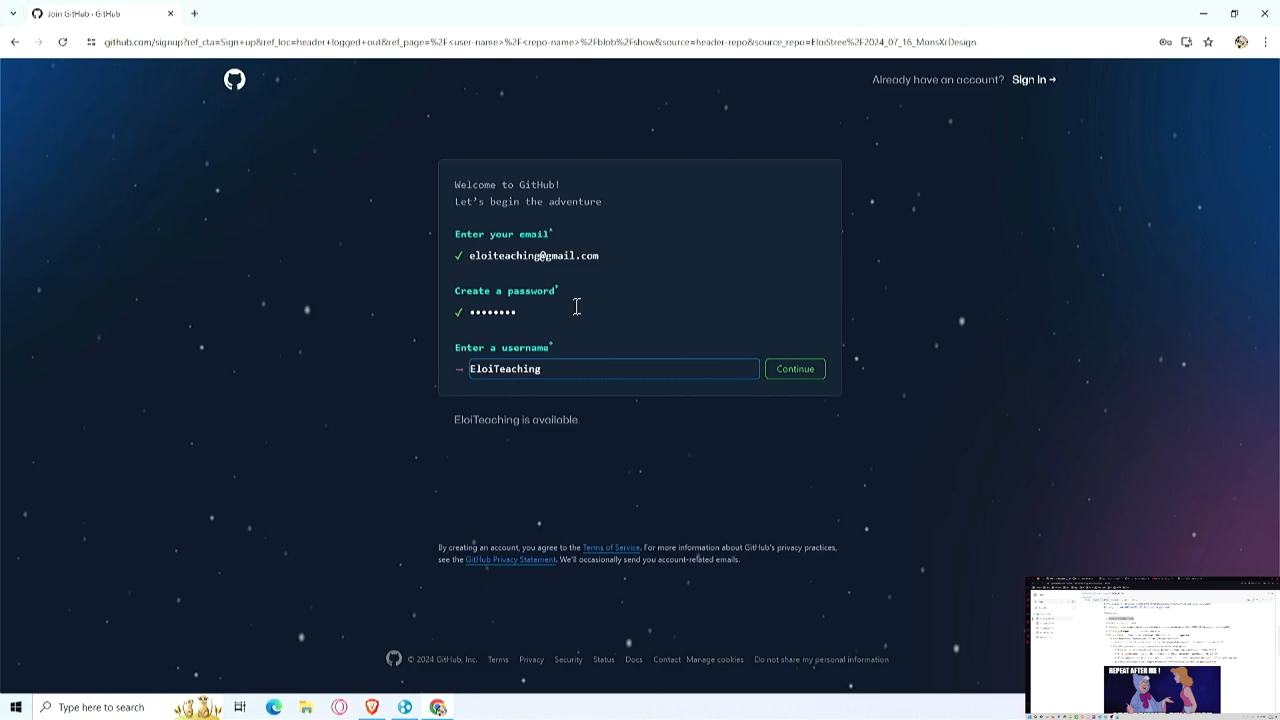 Join GitHub · GitHub
github.com/signup?ref_cta=Sign+up&ref_loc=header+logged+out&ref_page=%2F<user-name>%2F<repo-name>%2Fblob%2Fshow&source=header-repo&source_repo=EloiStree%2F2024_07_16_MonsXrDesign
Already have an account? Sign in →
Welcome to GitHub!
Let's begin the adventure
Enter your email*
✓ eloiteaching@gmail.com
Create a password*
✓ ••••••••
Enter a username*
→ EloiTeaching Continue
EloiTeaching is available.
By creating an account, you agree to the Terms of Service. For more information about GitHub's privacy practices,
see the GitHub Privacy Statement. We'll occasionally send you account-related emails.
Terms Privacy Security Status Docs Contact Manage cookies Do not share my personal information
REPEAT AFTER ME !
Type here to search